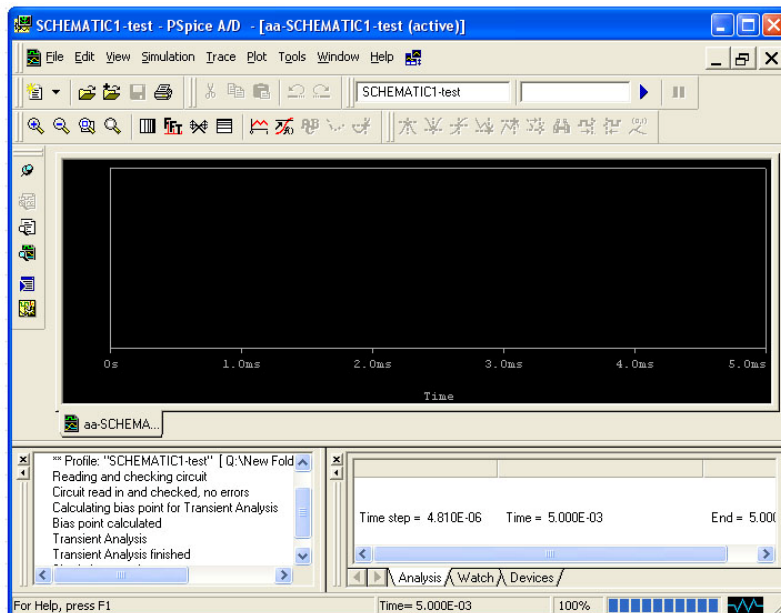 SCHEMATIC1-test - PSpice A/D - [aa-SCHEMATIC1-test (active)]
File Edit View Simulation Trace Plot Tools Window Help
SCHEMATIC1-test
FFT
0s 1.0ms 2.0ms 3.0ms 4.0ms 5.0ms
Time
aa-SCHEMA...
** Profile: "SCHEMATIC1-test" [ Q:\New Fold
Reading and checking circuit
Circuit read in and checked, no errors
Calculating bias point for Transient Analysis
Bias point calculated
Transient Analysis
Transient Analysis finished
Time step = 4.810E-06 Time = 5.000E-03 End = 5.00
Analysis Watch Devices
For Help, press F1 Time= 5.000E-03 100%